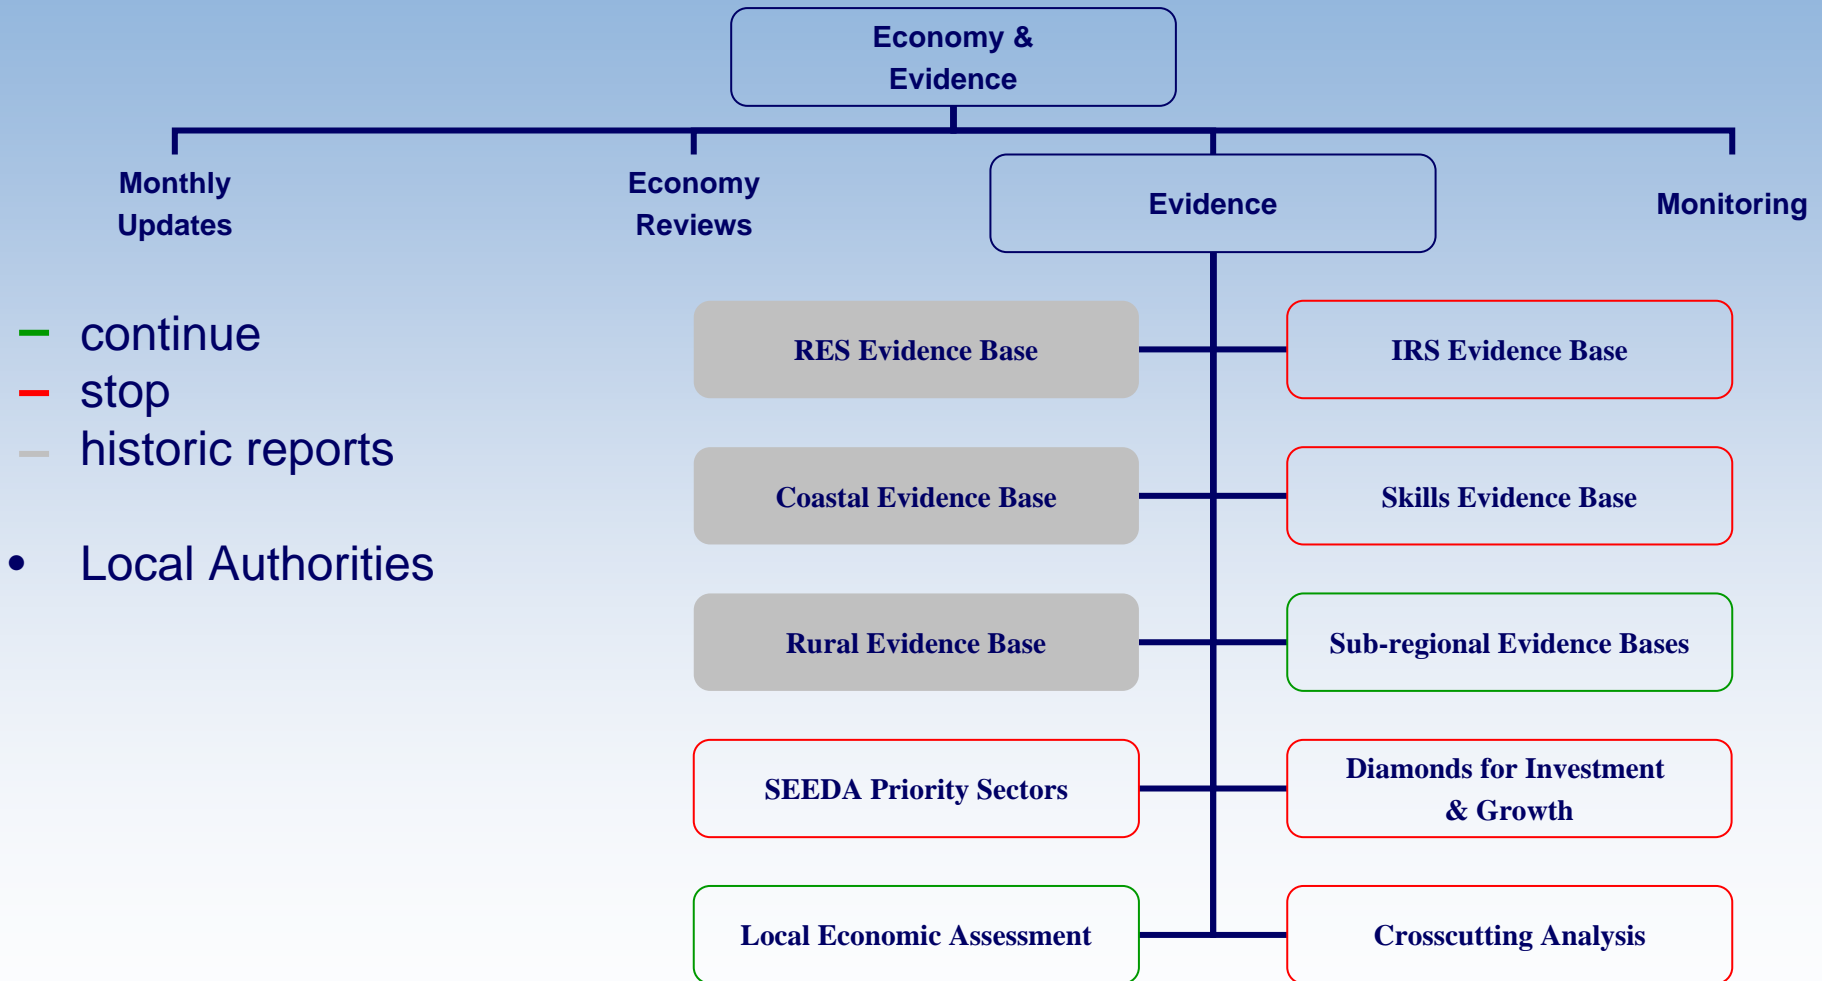 Economy &
Evidence
Monthly
Updates
Economy
Reviews
Evidence
Monitoring
– continue
– stop
– historic reports
• Local Authorities
RES Evidence Base
IRS Evidence Base
Coastal Evidence Base
Skills Evidence Base
Rural Evidence Base
Sub-regional Evidence Bases
SEEDA Priority Sectors
Diamonds for Investment
& Growth
Local Economic Assessment
Crosscutting Analysis